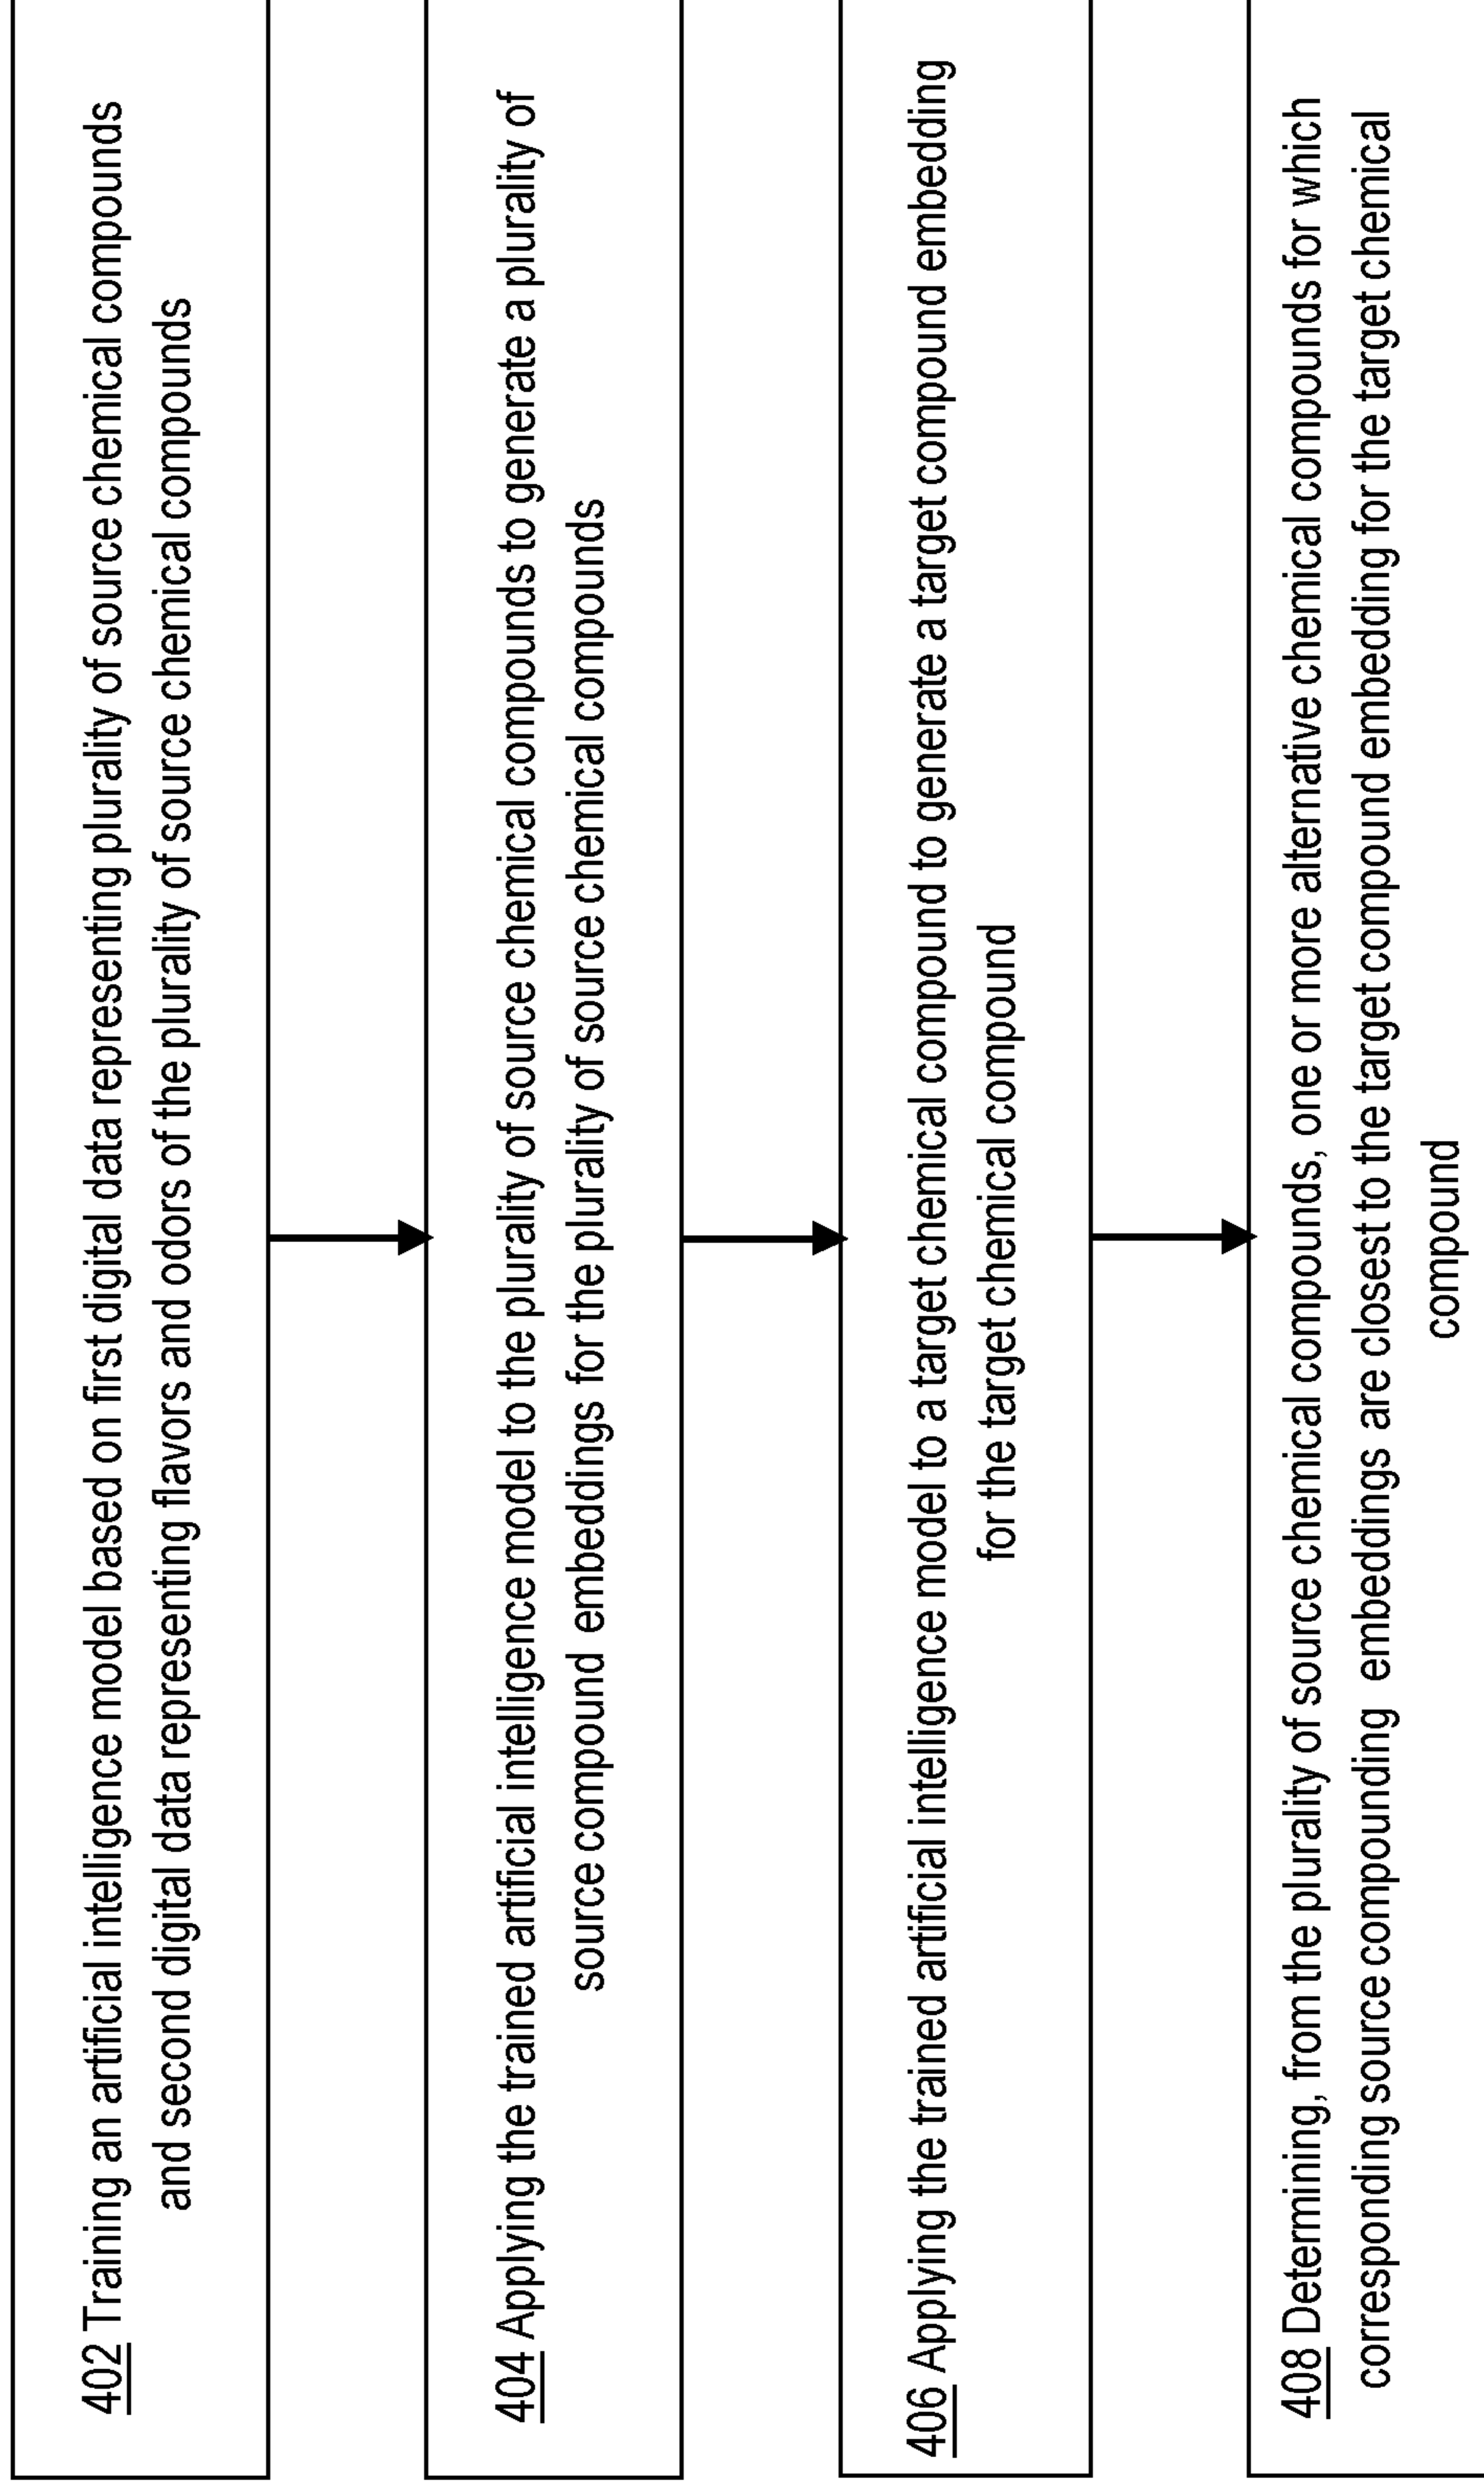 402 Training an artificial intelligence model based on first digital data representing plurality of source chemical compounds
and second digital data representing flavors and odors of the plurality of source chemical compounds
404 Applying the trained artificial intelligence model to the plurality of source chemical compounds to generate a plurality of
source compound embeddings for the plurality of source chemical compounds
406 Applying the trained artificial intelligence model to a target chemical compound to generate a target compound embedding
for the target chemical compound
408 Determining, from the plurality of source chemical compounds, one or more alternative chemical compounds for which
corresponding source compounding embeddings are closest to the target compound embedding for the target chemical
compound